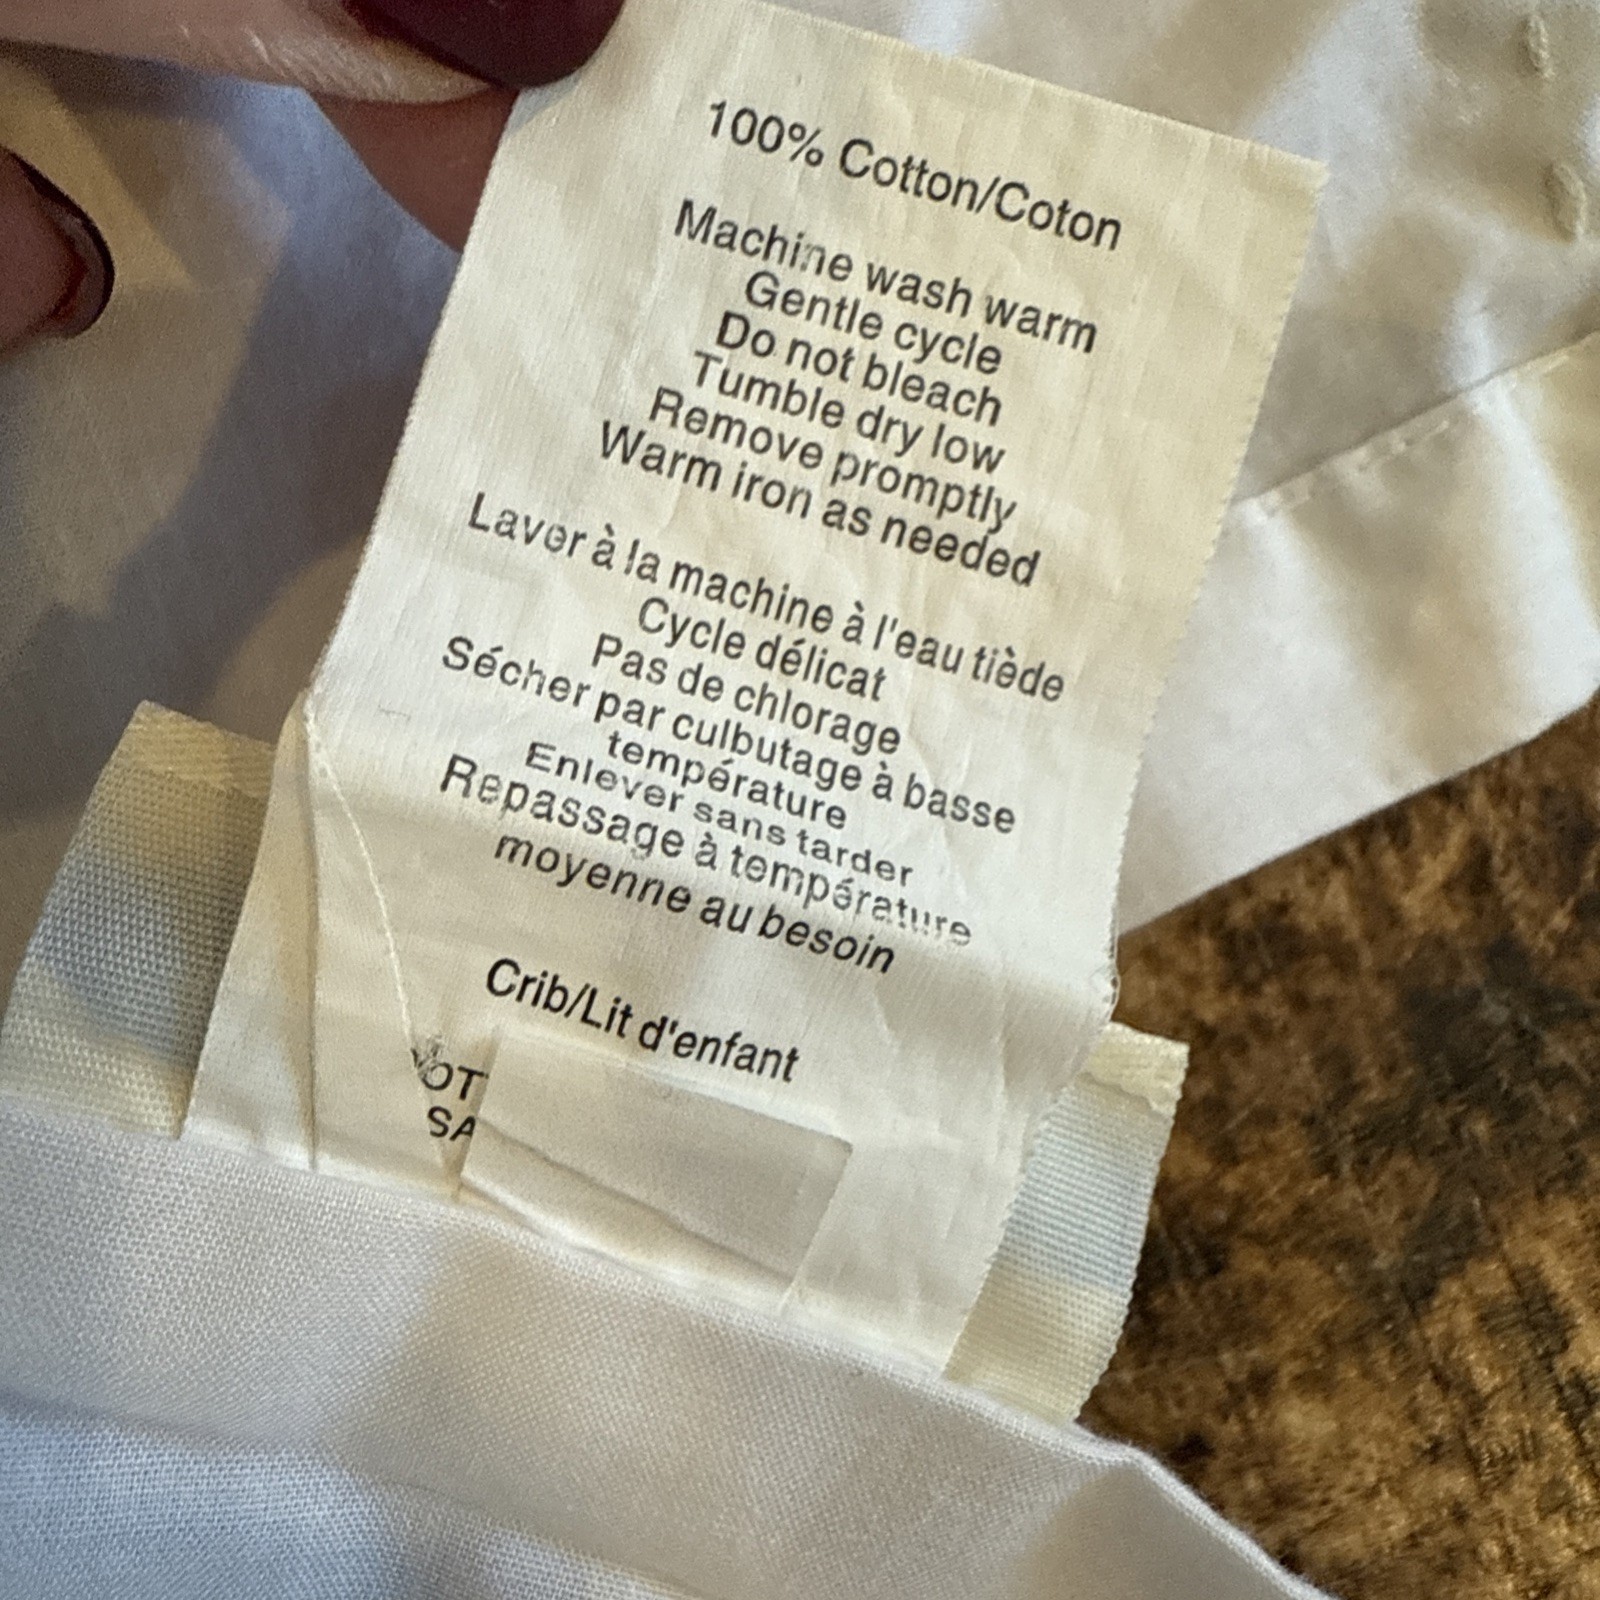 100% Cotton/Coton
Machine wash warm
Gentle cycle
Do not bleach
Tumble dry low
Remove promptly
Warm iron as needed
Laver à la machine à l'eau tiède
Cycle délicat
Pas de chlorage
Sécher par culbutage à basse
température
Enlever sans tarder
Repassage à température
moyenne au besoin
Crib/Lit d'enfant